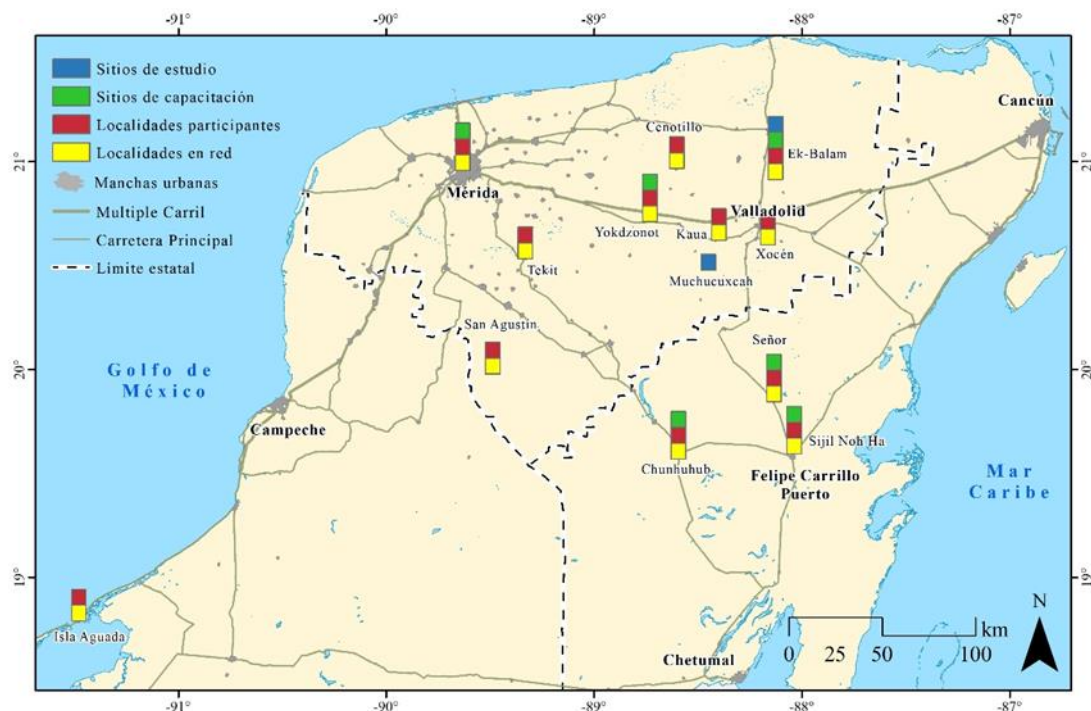 -91°
-90°
-89°
-88°
-87°
Sitios de estudio
Sitios de capacitación
Localidades participantes
Localidades en red
Manchas urbanas
Multiple Carril
Carretera Principal
Límite estatal
Cancún
Cenotillo
Ek-Balam
21°
21°
Mérida
Valladolid
Yokdzonot
Kaua
Xocén
Tekit
Muchucuxcah
San Agustín
Señor
20°
20°
Golfo de
México
Campeche
Sijil Noh Ha
Chunhuhub
Felipe Carrillo
Puerto
Mar
Caribe
19°
19°
Isla Aguada
Chetumal
N
km
0 25 50 100
-91°
-90°
-89°
-88°
-87°